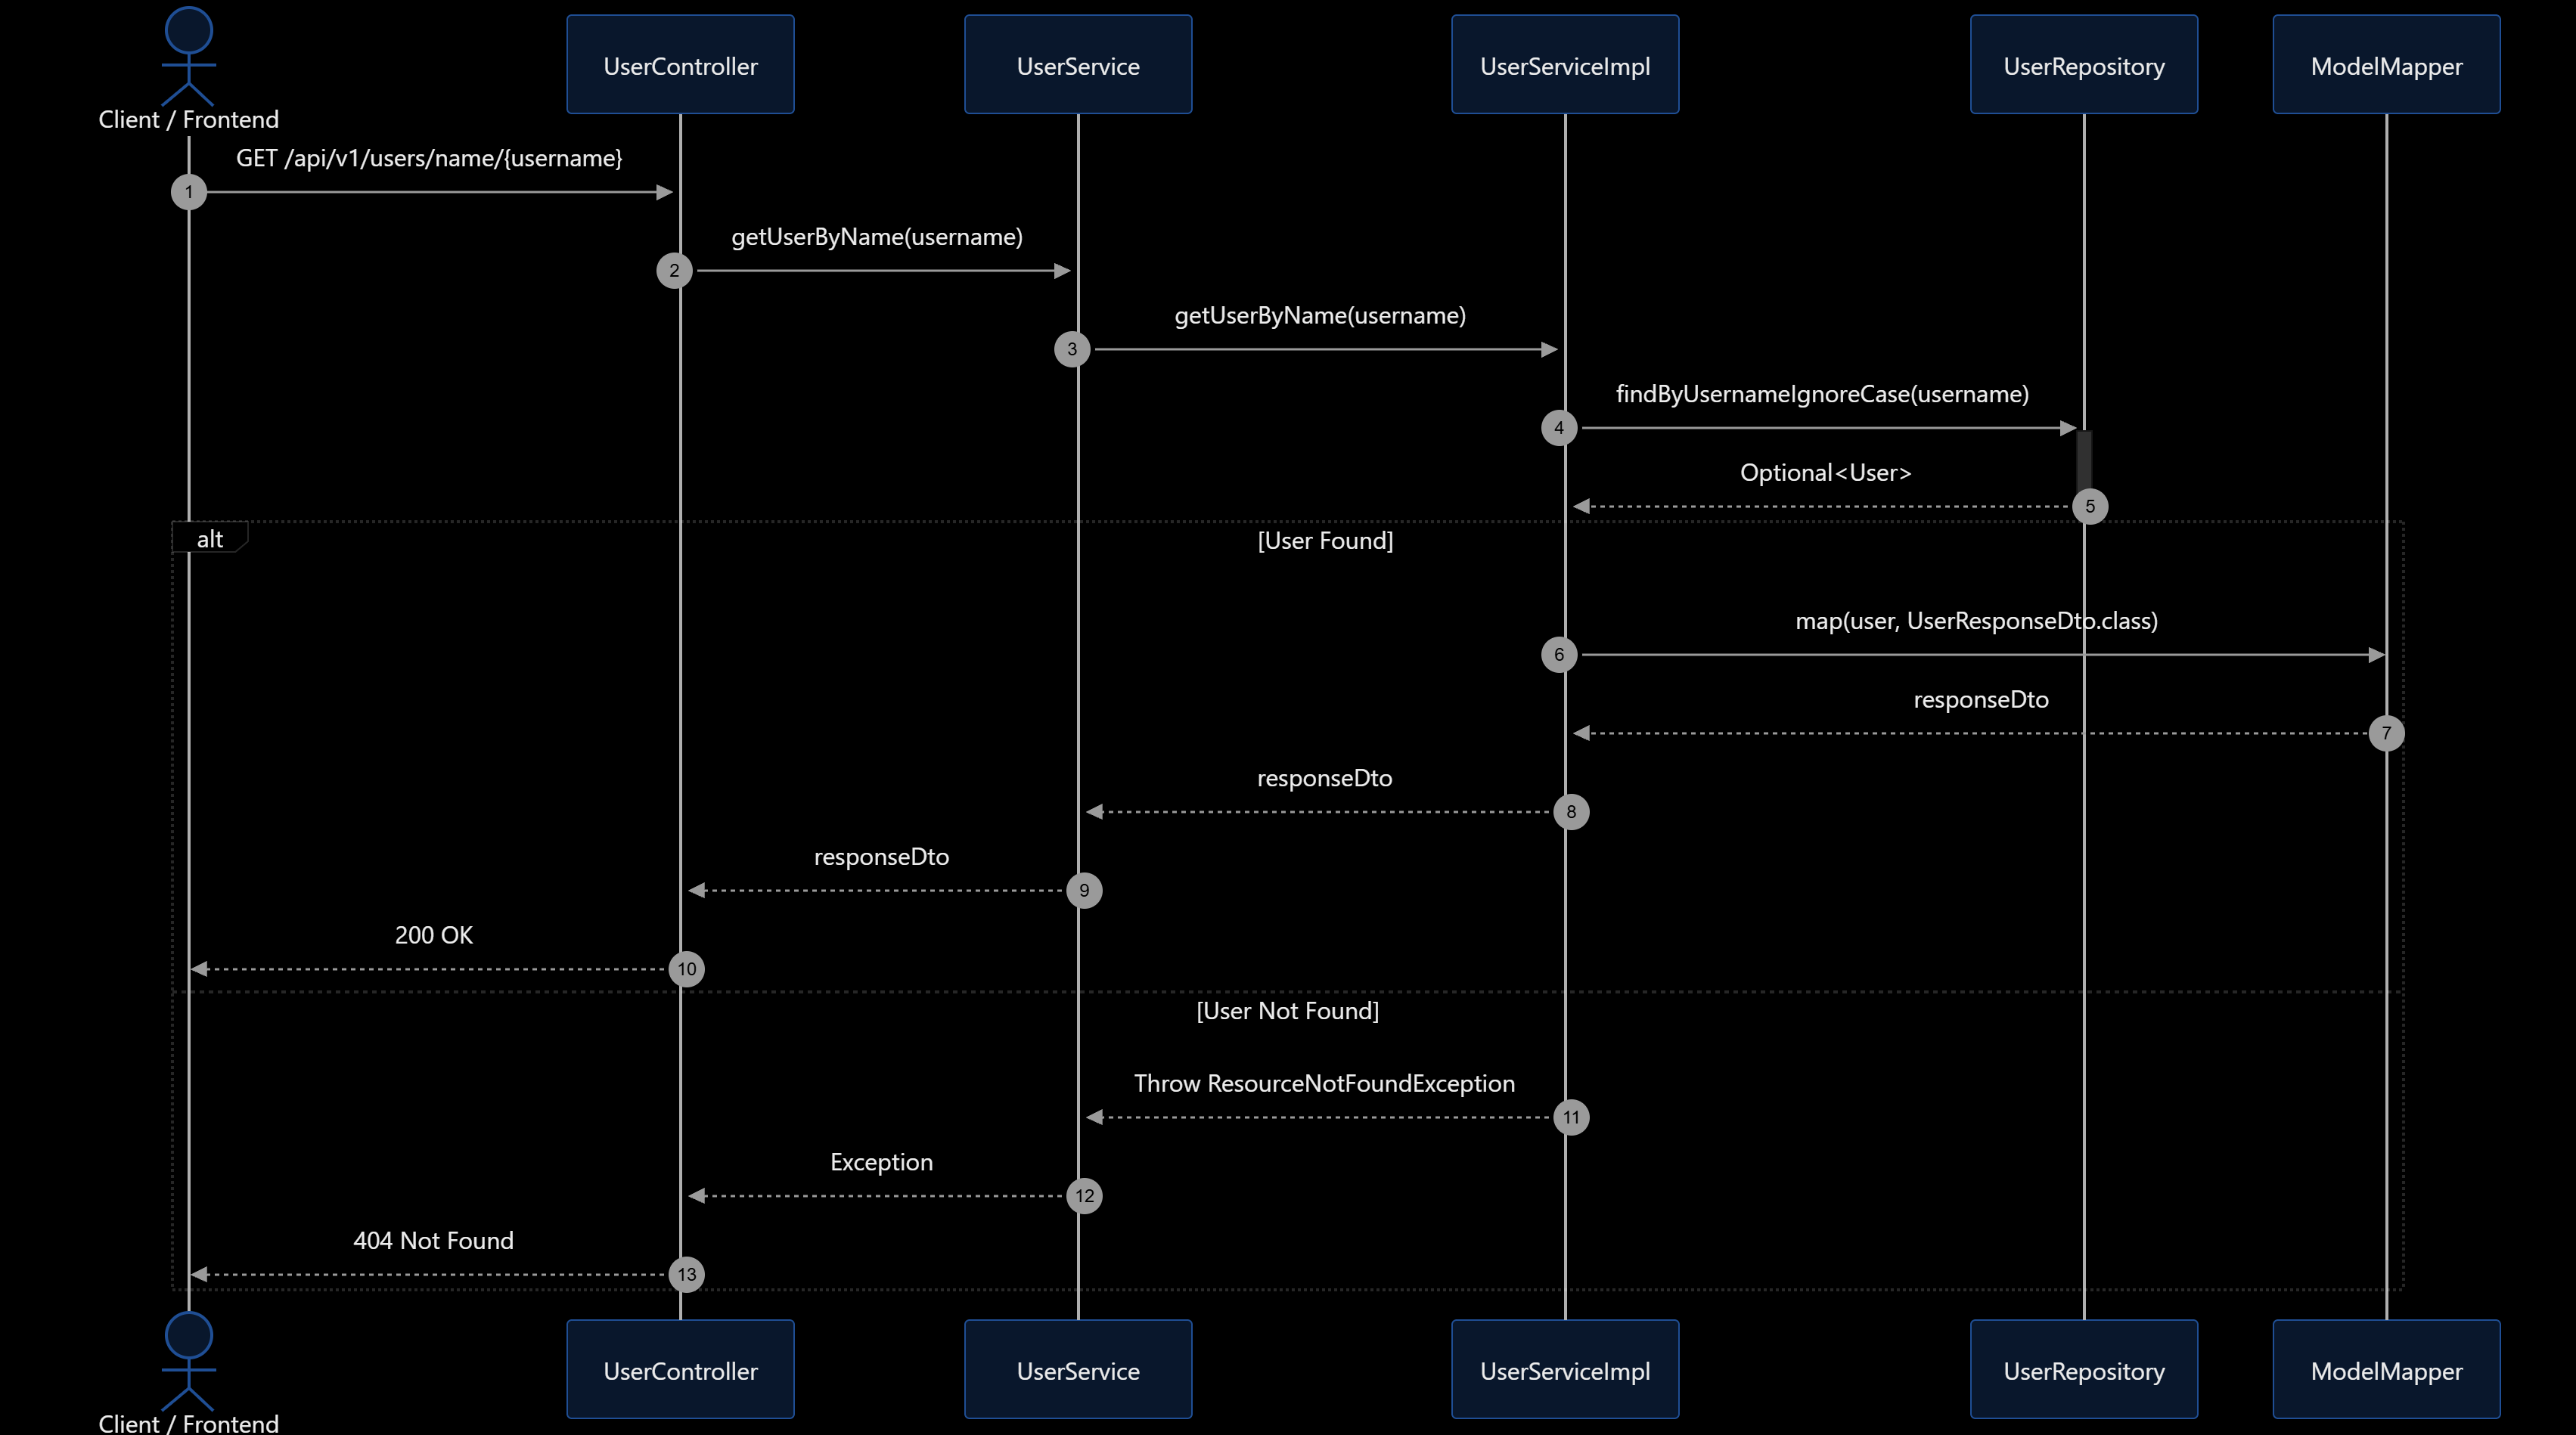 UserController
UserService
UserServiceImpl
UserRepository
ModelMapper
Client / Frontend
GET /api/v1/users/name/{username}
1
getUserByName(username)
2
getUserByName(username)
3
findByUsernameIgnoreCase(username)
4
Optional<User>
5
alt
[User Found]
map(user, UserResponseDto.class)
6
responseDto
7
responseDto
8
responseDto
9
200 OK
10
[User Not Found]
Throw ResourceNotFoundException
11
Exception
12
404 Not Found
13
UserController
UserService
UserServiceImpl
UserRepository
ModelMapper
Client / Frontend